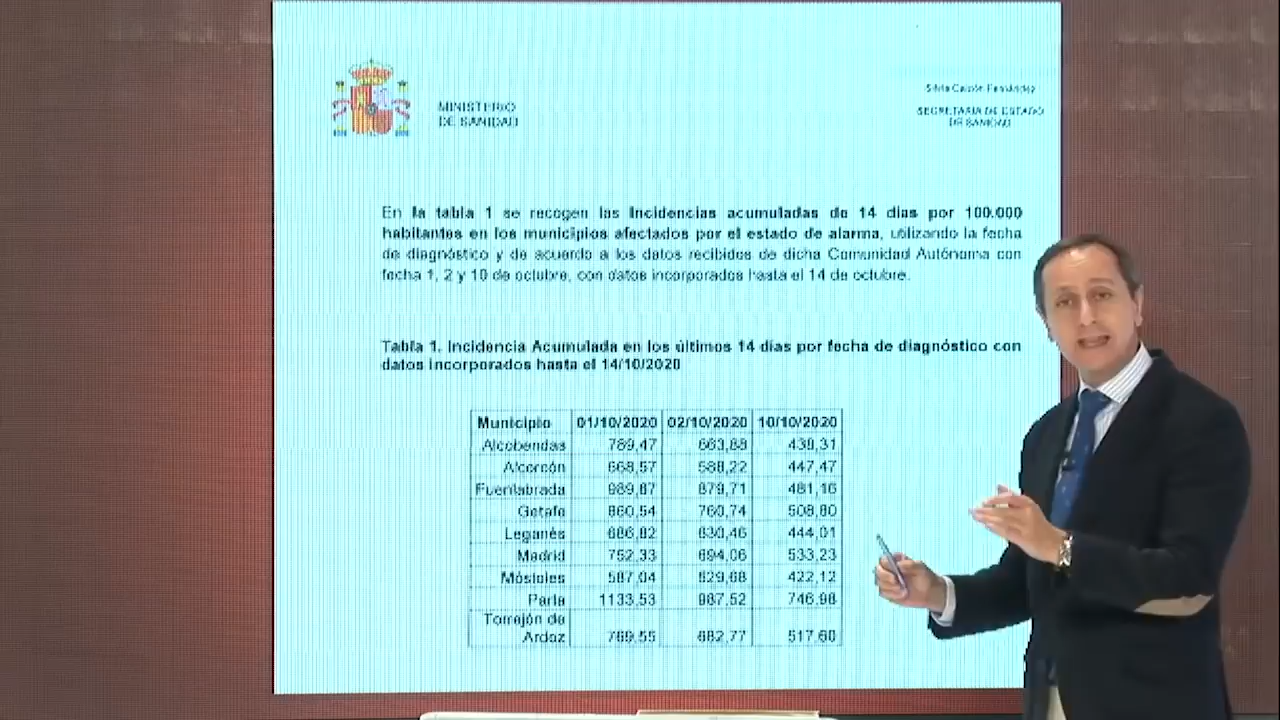 MINISTERIO
DE SANIDAD
SECRETARIA DE ESTADO
DE SANIDAD
En la tabla 1 se recogen las Incidencias acumuladas de 14 días por 100.000
habitantes en los municipios afectados por el estado de alarma, utilizando la fecha
de diagnóstico y de acuerdo a los datos recibidos de dicha Comunidad Autónoma con
fecha 1, 2 y 10 de octubre, con datos incorporados hasta el 14 de octubre.
Tabla 1. Incidencia Acumulada en los últimos 14 días por fecha de diagnóstico con
datos incorporados hasta el 14/10/2020
Municipio 01/10/2020 02/10/2020 10/10/2020
Alcobendas 789,47 663,88
Alcorcón 668,57 588,22 447,47
Fuenlabrada 989,87 879,71 481,16
Getafe 860,54 760,74 508,80
Leganés 686,82 630,46 444,01
Madrid 752,33 694,06 533,23
Móstoles 587,04 529,68 422,12
Parla 1133,53 746,98
Torrejón de
Ardoz 769,55 682,77 517,60